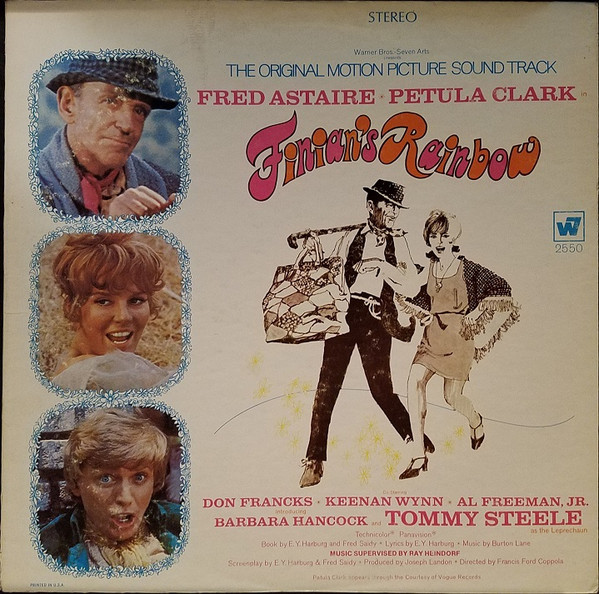 STEREO
Warner Bros.-Seven Arts
presents
THE ORIGINAL MOTION PICTURE SOUND TRACK
FRED ASTAIRE • PETULA CLARK in
Finian's Rainbow
W7
2550
Co-starring
DON FRANCKS • KEENAN WYNN • AL FREEMAN, JR.
Introducing
BARBARA HANCOCK and TOMMY STEELE
as the Leprechaun
Technicolor® Panavision®
Book by E.Y. Harburg and Fred Saidy • Lyrics by E.Y. Harburg • Music by Burton Lane
MUSIC SUPERVISED BY RAY HEINDORF
Screenplay by E.Y. Harburg & Fred Saidy • Produced by Joseph Landon • Directed by Francis Ford Coppola
Petula Clark appears through the Courtesy of Vogue Records
PRINTED IN U.S.A.